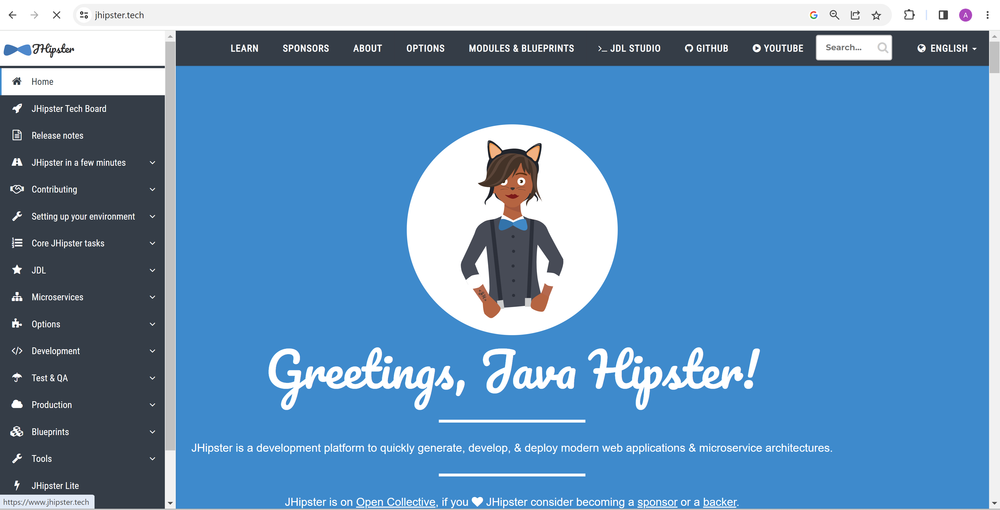 jhipster.tech
A
JHipster
LEARN SPONSORS ABOUT OPTIONS MODULES & BLUEPRINTS >_ JDL STUDIO GITHUB YOUTUBE Search... ENGLISH
Home
JHipster Tech Board
Release notes
JHipster in a few minutes
Contributing
Setting up your environment
Core JHipster tasks
JDL
Microservices
Options
Development
Test & QA
Production
Blueprints
Tools
JHipster Lite
https://www.jhipster.tech
<JH>
Greetings, Java Hipster!
JHipster is a development platform to quickly generate, develop, & deploy modern web applications & microservice architectures.
JHipster is on Open Collective, if you ♥ JHipster consider becoming a sponsor or a backer.